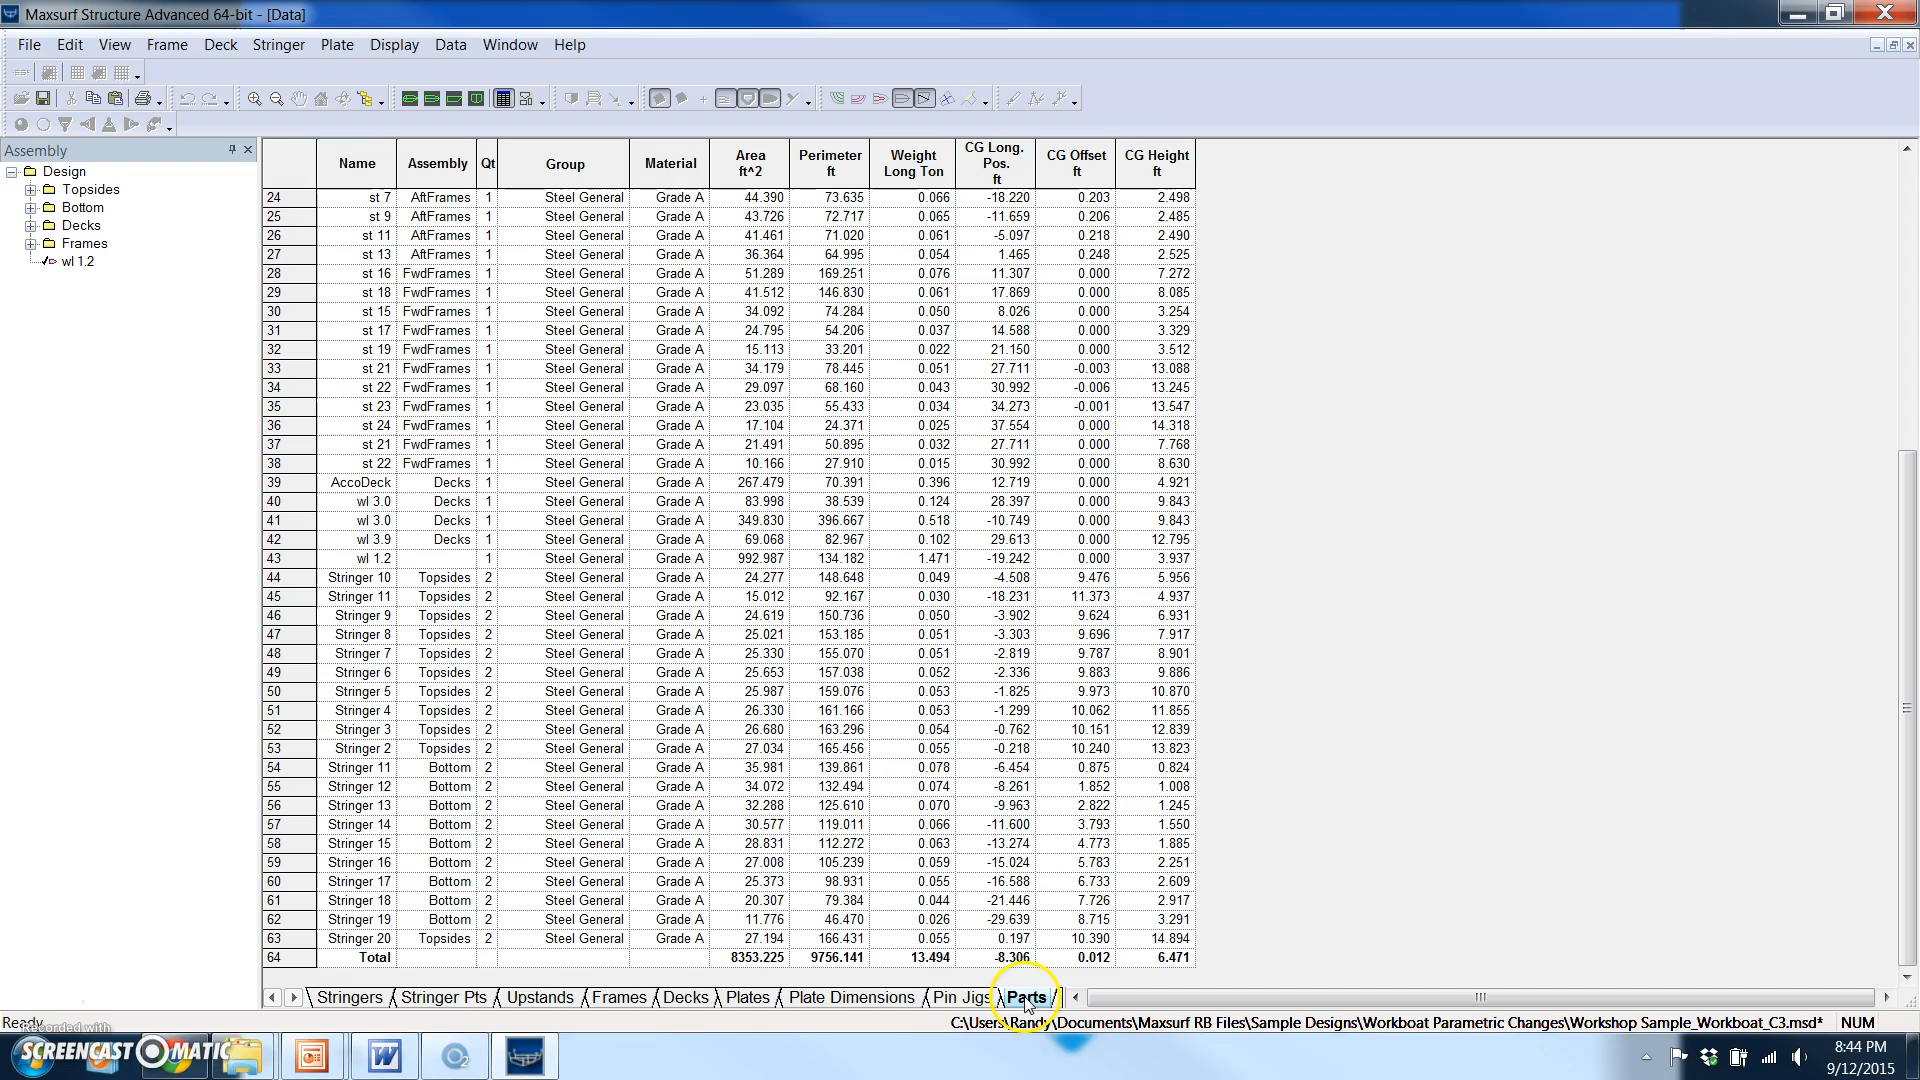 Maxsurf Structure Advanced 64-bit - [Data]
File Edit View Frame Deck Stringer Plate Display Data Window Help
Assembly
Design
Topsides
Bottom
Decks
Frames
wl 1.2
Name Assembly Qt Group Material Area ft^2 Perimeter ft Weight Long Ton CG Long. Pos. ft CG Offset ft CG Height ft
24 st 7 AftFrames 1 Steel General Grade A 44.390 73.635 0.066 -18.220 0.203 2.498
25 st 9 AftFrames 1 Steel General Grade A 43.726 72.717 0.065 -11.659 0.206 2.485
26 st 11 AftFrames 1 Steel General Grade A 41.461 71.020 0.061 -5.097 0.218 2.490
27 st 13 AftFrames 1 Steel General Grade A 36.364 64.995 0.054 1.465 0.248 2.525
28 st 16 FwdFrames 1 Steel General Grade A 51.289 169.251 0.076 11.307 0.000 7.272
29 st 18 FwdFrames 1 Steel General Grade A 41.512 146.830 0.061 17.869 0.000 8.085
30 st 15 FwdFrames 1 Steel General Grade A 34.092 74.284 0.050 8.026 0.000 3.254
31 st 17 FwdFrames 1 Steel General Grade A 24.795 54.206 0.037 14.588 0.000 3.329
32 st 19 FwdFrames 1 Steel General Grade A 15.113 33.201 0.022 21.150 0.000 3.512
33 st 21 FwdFrames 1 Steel General Grade A 34.179 78.445 0.051 27.711 -0.003 13.088
34 st 22 FwdFrames 1 Steel General Grade A 29.097 68.160 0.043 30.992 -0.006 13.245
35 st 23 FwdFrames 1 Steel General Grade A 23.035 55.433 0.034 34.273 -0.001 13.547
36 st 24 FwdFrames 1 Steel General Grade A 17.104 24.371 0.025 37.554 0.000 14.318
37 st 21 FwdFrames 1 Steel General Grade A 21.491 50.895 0.032 27.711 0.000 7.768
38 st 22 FwdFrames 1 Steel General Grade A 10.166 27.910 0.015 30.992 0.000 8.630
39 AccoDeck Decks 1 Steel General Grade A 267.479 70.391 0.396 12.719 0.000 4.921
40 wl 3.0 Decks 1 Steel General Grade A 83.998 38.539 0.124 28.397 0.000 9.843
41 wl 3.0 Decks 1 Steel General Grade A 349.830 396.667 0.518 -10.749 0.000 9.843
42 wl 3.9 Decks 1 Steel General Grade A 69.068 82.967 0.102 29.613 0.000 12.795
43 wl 1.2 1 Steel General Grade A 992.987 134.182 1.471 -19.242 0.000 3.937
44 Stringer 10 Topsides 2 Steel General Grade A 24.277 148.648 0.049 -4.508 9.476 5.956
45 Stringer 11 Topsides 2 Steel General Grade A 15.012 92.167 0.030 -18.231 11.373 4.937
46 Stringer 9 Topsides 2 Steel General Grade A 24.619 150.736 0.050 -3.902 9.624 6.931
47 Stringer 8 Topsides 2 Steel General Grade A 25.021 153.185 0.051 -3.303 9.696 7.917
48 Stringer 7 Topsides 2 Steel General Grade A 25.330 155.070 0.051 -2.819 9.787 8.901
49 Stringer 6 Topsides 2 Steel General Grade A 25.653 157.038 0.052 -2.336 9.883 9.886
50 Stringer 5 Topsides 2 Steel General Grade A 25.987 159.076 0.053 -1.825 9.973 10.870
51 Stringer 4 Topsides 2 Steel General Grade A 26.330 161.166 0.053 -1.299 10.062 11.855
52 Stringer 3 Topsides 2 Steel General Grade A 26.680 163.296 0.054 -0.762 10.151 12.839
53 Stringer 2 Topsides 2 Steel General Grade A 27.034 165.456 0.055 -0.218 10.240 13.823
54 Stringer 11 Bottom 2 Steel General Grade A 35.981 139.861 0.078 -6.454 0.875 0.824
55 Stringer 12 Bottom 2 Steel General Grade A 34.072 132.494 0.074 -8.261 1.852 1.008
56 Stringer 13 Bottom 2 Steel General Grade A 32.288 125.610 0.070 -9.963 2.822 1.245
57 Stringer 14 Bottom 2 Steel General Grade A 30.577 119.011 0.066 -11.600 3.793 1.550
58 Stringer 15 Bottom 2 Steel General Grade A 28.831 112.272 0.063 -13.274 4.773 1.885
59 Stringer 16 Bottom 2 Steel General Grade A 27.008 105.239 0.059 -15.024 5.783 2.251
60 Stringer 17 Bottom 2 Steel General Grade A 25.373 98.931 0.055 -16.588 6.733 2.609
61 Stringer 18 Bottom 2 Steel General Grade A 20.307 79.384 0.044 -21.446 7.726 2.917
62 Stringer 19 Bottom 2 Steel General Grade A 11.776 46.470 0.026 -29.639 8.715 3.291
63 Stringer 20 Topsides 2 Steel General Grade A 27.194 166.431 0.055 0.197 10.390 14.894
64 Total 8353.225 9756.141 13.494 -8.306 0.012 6.471
Stringers Stringer Pts Upstands Frames Decks Plates Plate Dimensions Pin Jigs Parts
Ready C:\Users\Randy\Documents\Maxsurf RB Files\Sample Designs\Workboat Parametric Changes\Workshop Sample_Workboat_C3.msd* NUM
Recorded with
SCREENCAST MATIC
8:44 PM
9/12/2015